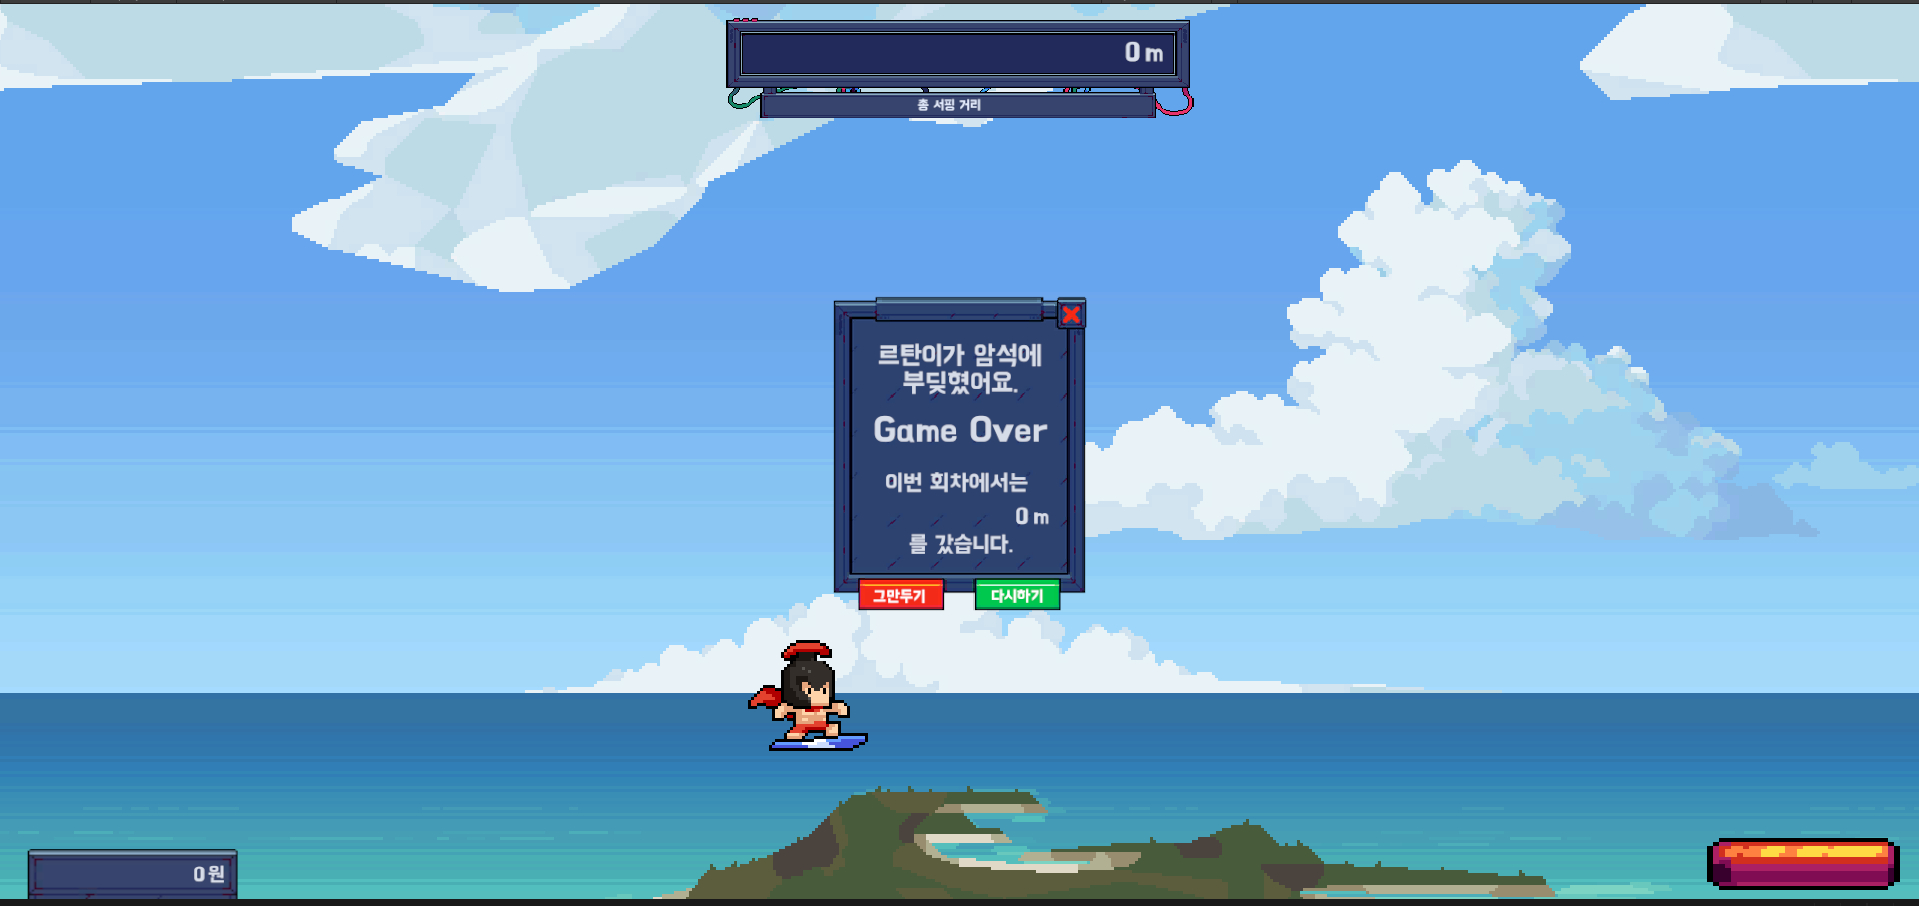 0 m
총 서핑 거리
르탄이가 암석에
부딪혔어요.
Game Over
이번 회차에서는
0 m
를 갔습니다.
그만두기
다시하기
0 원